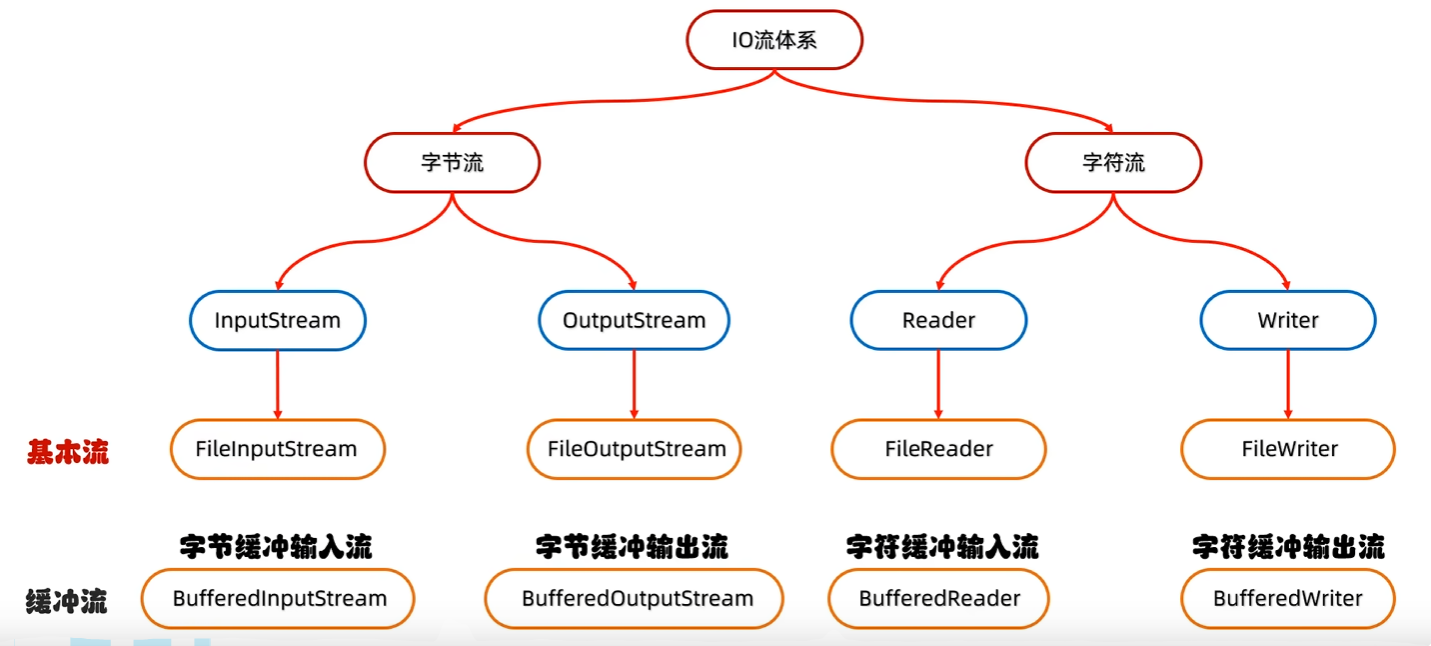 IO流体系
字节流
字符流
InputStream
OutputStream
Reader
Writer
基本流
FileInputStream
FileOutputStream
FileReader
FileWriter
字节缓冲输入流
字节缓冲输出流
字符缓冲输入流
字符缓冲输出流
缓冲流
BufferedInputStream
BufferedOutputStream
BufferedReader
BufferedWriter